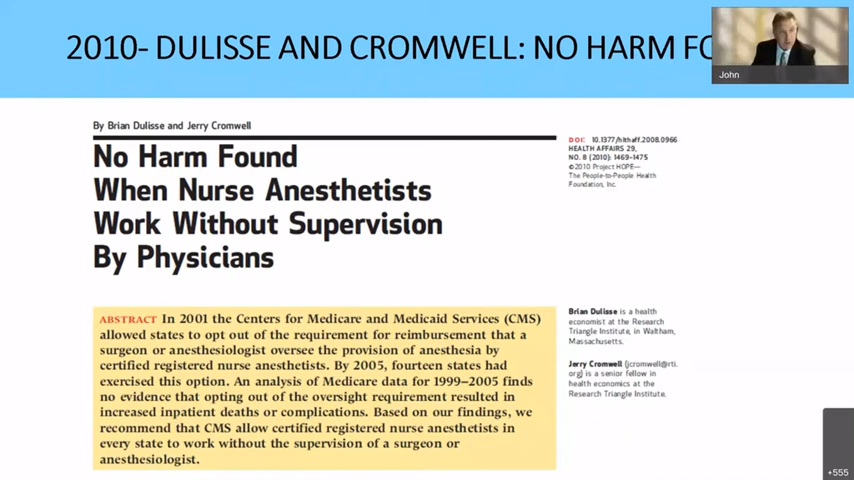 2010- DULISSE AND CROMWELL: NO HARM FO
John
By Brian Dulisse and Jerry Cromwell
No Harm Found
When Nurse Anesthetists
Work Without Supervision
By Physicians
DOI: 10.1377/hlthaff.2008.0966
HEALTH AFFAIRS 29,
NO. 8 (2010): 1469–1475
©2010 Project HOPE—
The People-to-People Health
Foundation, Inc.
ABSTRACT In 2001 the Centers for Medicare and Medicaid Services (CMS)
allowed states to opt out of the requirement for reimbursement that a
surgeon or anesthesiologist oversee the provision of anesthesia by
certified registered nurse anesthetists. By 2005, fourteen states had
exercised this option. An analysis of Medicare data for 1999–2005 finds
no evidence that opting out of the oversight requirement resulted in
increased inpatient deaths or complications. Based on our findings, we
recommend that CMS allow certified registered nurse anesthetists in
every state to work without the supervision of a surgeon or
anesthesiologist.
Brian Dulisse is a health
economist at the Research
Triangle Institute, in Waltham,
Massachusetts.
Jerry Cromwell (jcromwell@rti.
org) is a senior fellow in
health economics at the
Research Triangle Institute.
+555